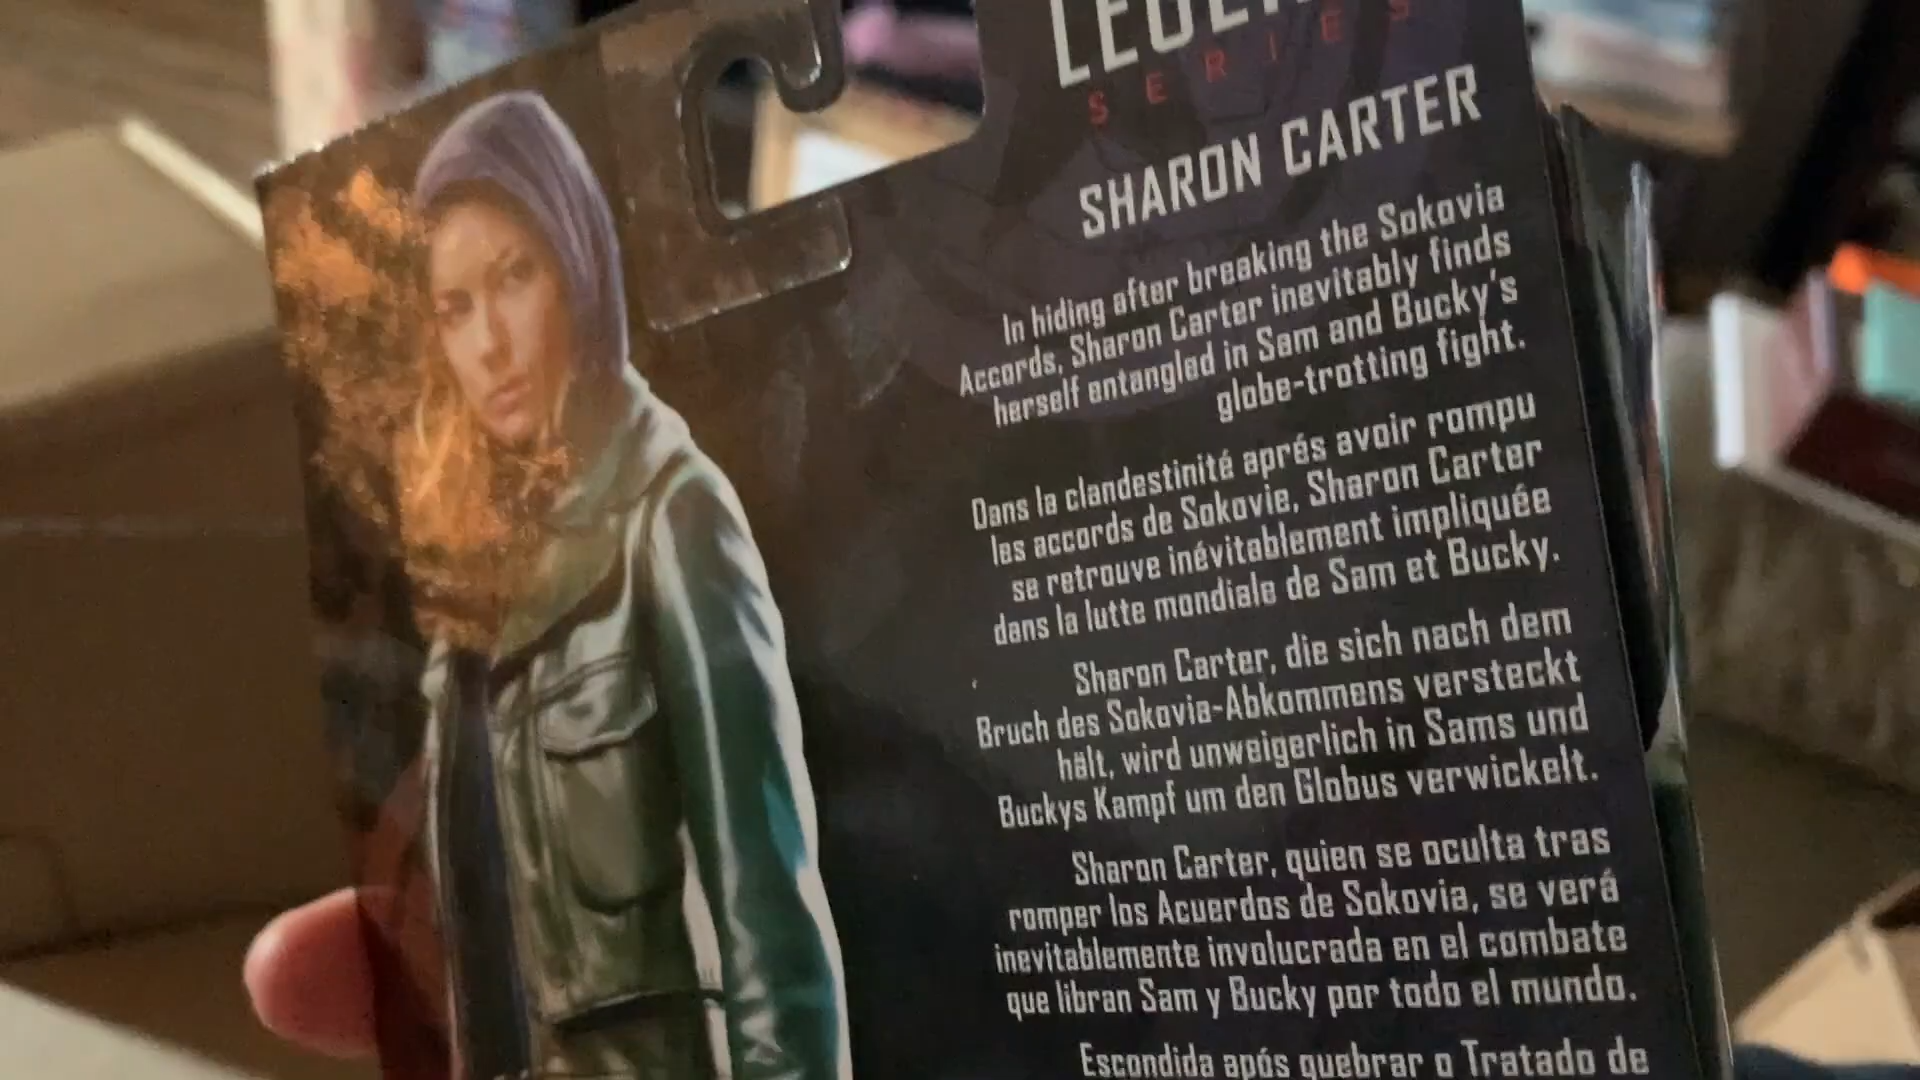 SERIES
SHARON CARTER
In hiding after breaking the Sokovia
Accords, Sharon Carter inevitably finds
herself entangled in Sam and Bucky's
globe-trotting fight.
Dans la clandestinité aprés avoir rompu
les accords de Sokovie, Sharon Carter
se retrouve inévitablement impliquée
dans la lutte mondiale de Sam et Bucky.
Sharon Carter, die sich nach dem
Bruch des Sokovia-Abkommens versteckt
hält, wird unweigerlich in Sams und
Buckys Kampf um den Globus verwickelt.
Sharon Carter, quien se oculta tras
romper los Acuerdos de Sokovia, se verá
inevitablemente involucrada en el combate
que libran Sam y Bucky por todo el mundo.
Escondida após quebrar o Tratado de